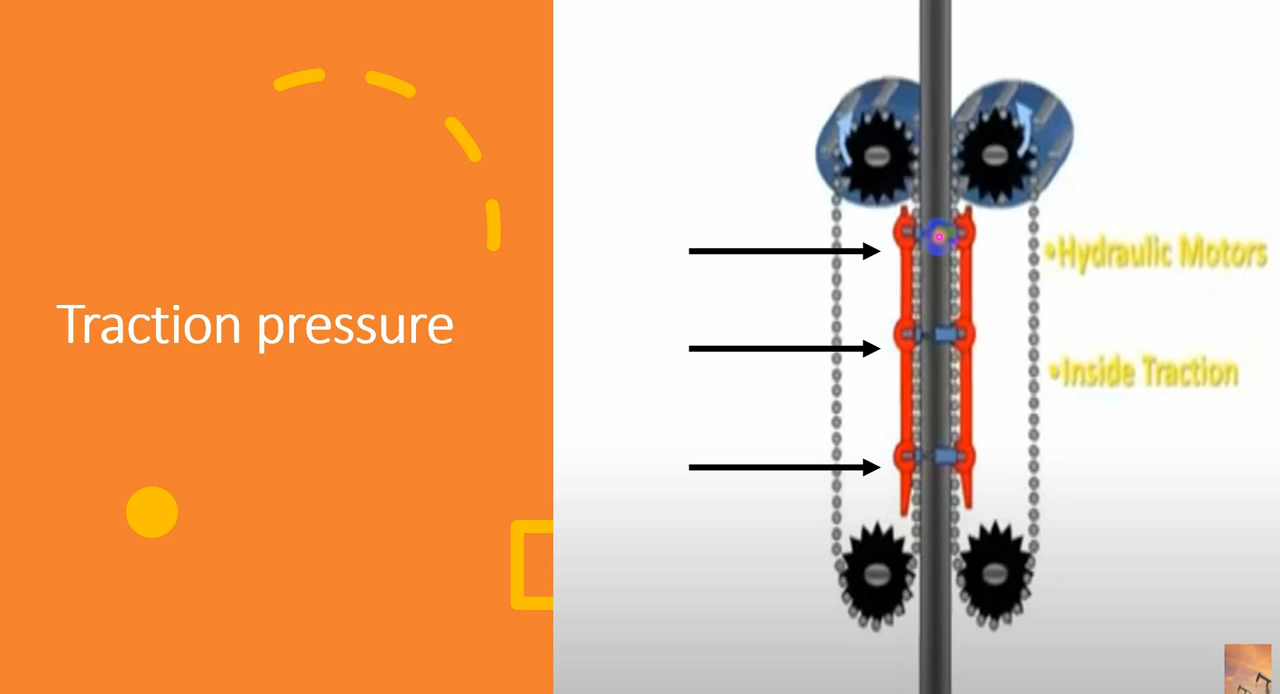 Traction pressure
•Hydraulic Motors
•Inside Traction